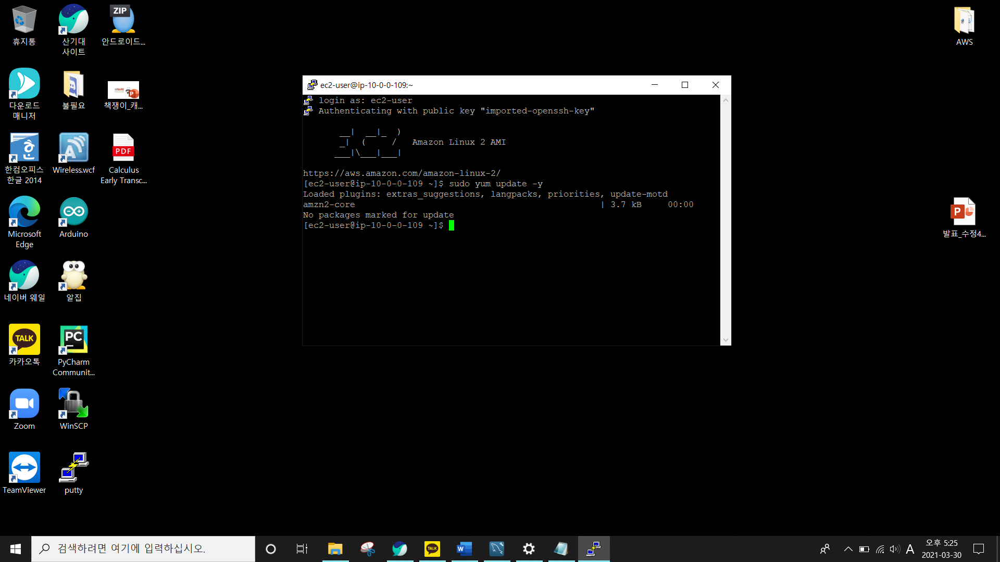 휴지통
산기대
사이트
ZIP
안드로이드...
다운로드
매니저
불필요
책쟁이_캐...
한컴오피스
한글 2014
Wireless.wcf
PDF
Calculus
Early Transc...
Microsoft
Edge
Arduino
네이버 웨일
알집
TALK
카카오톡
PC
PyCharm
Communit...
Zoom
WinSCP
TeamViewer
putty
AWS
P
발표_수정4...
ec2-user@ip-10-0-0-109:~
login as: ec2-user
Authenticating with public key "imported-openssh-key"
__|  __|_  )
_|  (     /   Amazon Linux 2 AMI
___|\___|___|
https://aws.amazon.com/amazon-linux-2/
[ec2-user@ip-10-0-0-109 ~]$ sudo yum update -y
Loaded plugins: extras_suggestions, langpacks, priorities, update-motd
amzn2-core | 3.7 kB 00:00
No packages marked for update
[ec2-user@ip-10-0-0-109 ~]$
검색하려면 여기에 입력하십시오.
TALK
W
A
오후 5:25
2021-03-30